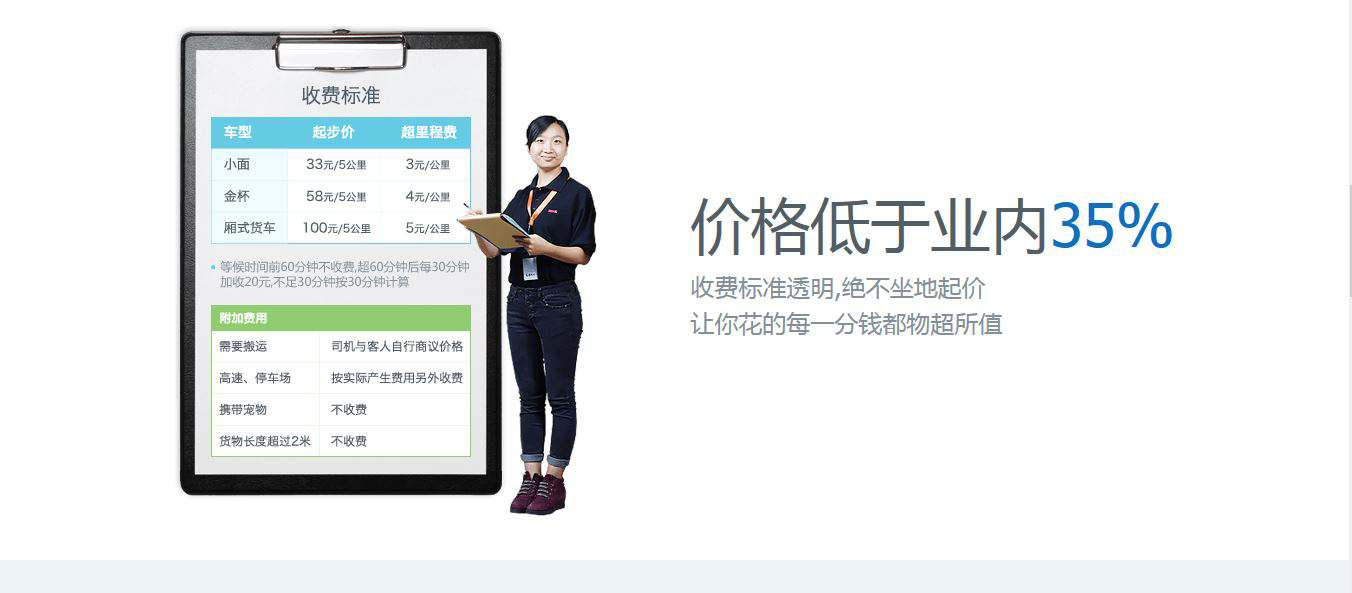 收费标准
车型 起步价 超里程费
小面 33元/5公里 3元/公里
金杯 58元/5公里 4元/公里
厢式货车 100元/5公里 5元/公里
等候时间前60分钟不收费,超60分钟后每30分钟
加收20元,不足30分钟按30分钟计算
附加费用
需要搬运 司机与客人自行商议价格
高速、停车场 按实际产生费用另外收费
携带宠物 不收费
货物长度超过2米 不收费
价格低于业内35%
收费标准透明,绝不坐地起价
让你花的每一分钱都物超所值